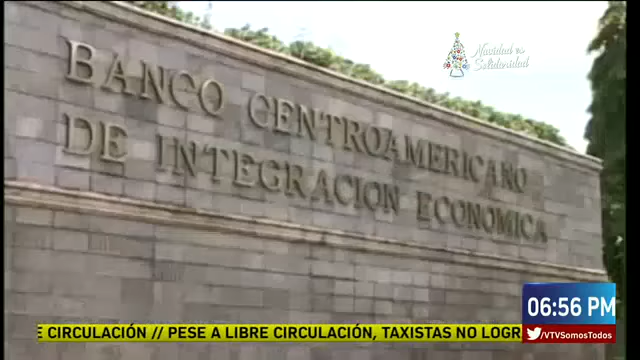 Navidad es
Solidaridad
BANCO CENTROAMERICANO
DE INTEGRACION ECONOMICA
06:56 PM
E CIRCULACIÓN // PESE A LIBRE CIRCULACIÓN, TAXISTAS NO LOGR
/VTVSomosTodos